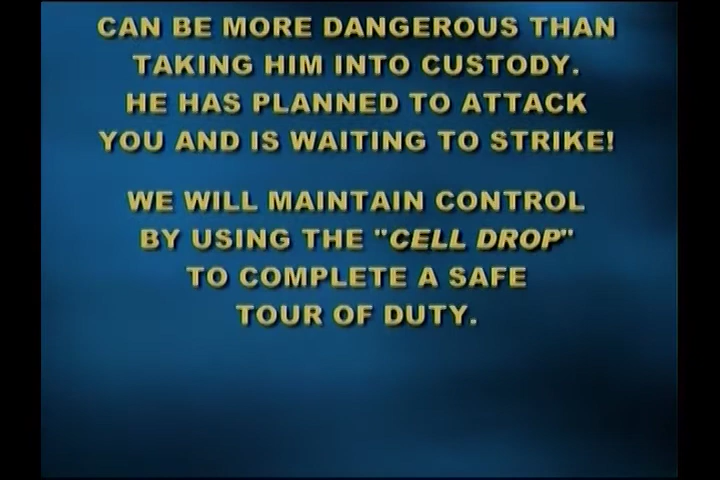 CAN BE MORE DANGEROUS THAN
TAKING HIM INTO CUSTODY.
HE HAS PLANNED TO ATTACK
YOU AND IS WAITING TO STRIKE!
WE WILL MAINTAIN CONTROL
BY USING THE "CELL DROP"
TO COMPLETE A SAFE
TOUR OF DUTY.